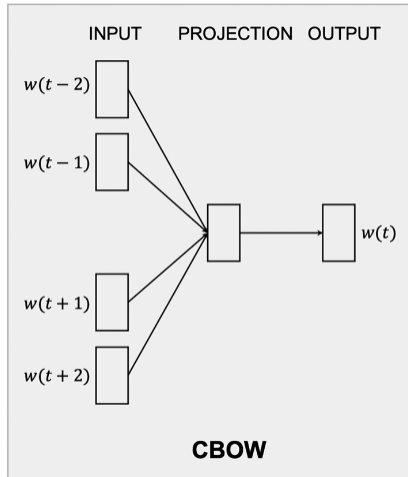 INPUT PROJECTION OUTPUT
w(t − 2)
w(t − 1)
w(t)
w(t + 1)
w(t + 2)
CBOW